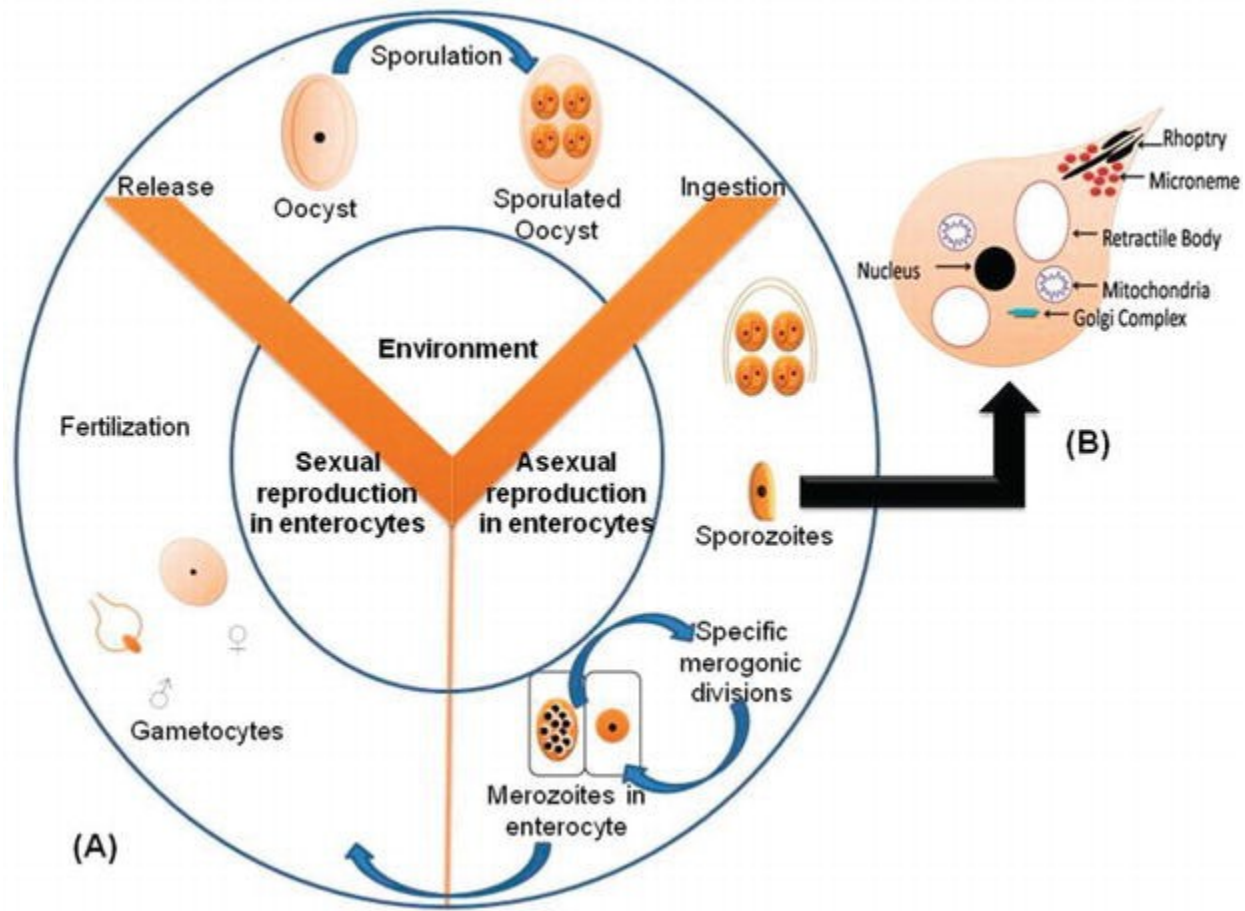 Sporulation
Release
Oocyst
Sporulated
Oocyst
Ingestion
Environment
Fertilization
Sexual
reproduction
in enterocytes
Asexual
reproduction
in enterocytes
Sporozoites
'Specific
merogonic
divisions
♀
♂
Gametocytes
Merozoites in
enterocyte
(A)
Rhoptry
Microneme
Retractile Body
Nucleus
Mitochondria
Golgi Complex
(B)